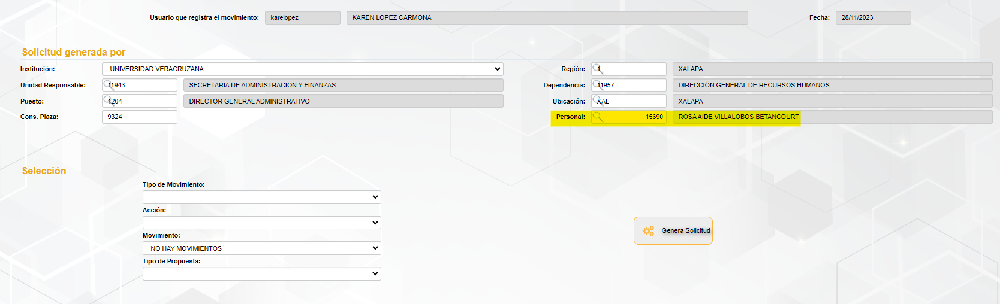 Usuario que registra el movimiento: karelopez KAREN LOPEZ CARMONA Fecha: 28/11/2023
Solicitud generada por
Institución: UNIVERSIDAD VERACRUZANA Región: 1 XALAPA
Unidad Responsable: 11943 SECRETARIA DE ADMINISTRACION Y FINANZAS Dependencia: 11957 DIRECCIÓN GENERAL DE RECURSOS HUMANOS
Puesto: 1204 DIRECTOR GENERAL ADMINISTRATIVO Ubicación: XAL XALAPA
Cons. Plaza: 9324 Personal: 15690 ROSA AIDE VILLALOBOS BETANCOURT
Selección
Tipo de Movimiento:
Acción:
Movimiento:
NO HAY MOVIMIENTOS
Tipo de Propuesta:
Genera Solicitud